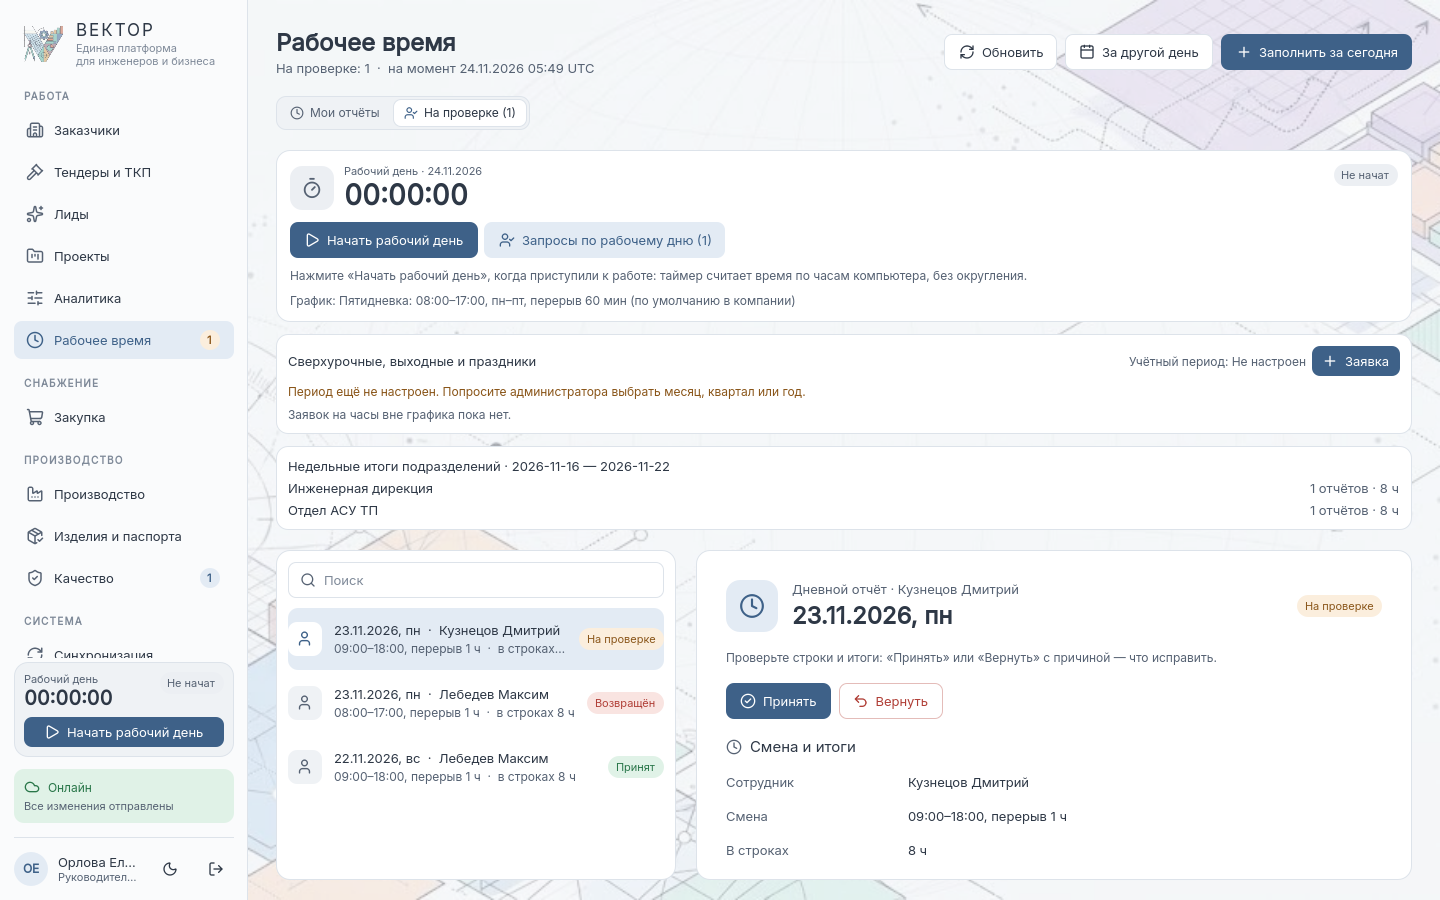 ВЕКТОР
Единая платформа
для инженеров и бизнеса
РАБОТА
Заказчики
Тендеры и ТКП
Лиды
Проекты
Аналитика
Рабочее время 1
СНАБЖЕНИЕ
Закупка
ПРОИЗВОДСТВО
Производство
Изделия и паспорта
Качество 1
СИСТЕМА
Синхронизация
Рабочий день
Не начат
00:00:00
Начать рабочий день
Онлайн
Все изменения отправлены
ОЕ
Орлова Ел...
Руководител...
Рабочее время
На проверке: 1 · на момент 24.11.2026 05:49 UTC
Обновить
За другой день
Заполнить за сегодня
Мои отчёты
На проверке (1)
Рабочий день · 24.11.2026
00:00:00
Не начат
Начать рабочий день
Запросы по рабочему дню (1)
Нажмите «Начать рабочий день», когда приступили к работе: таймер считает время по часам компьютера, без округления.
График: Пятидневка: 08:00–17:00, пн–пт, перерыв 60 мин (по умолчанию в компании)
Сверхурочные, выходные и праздники
Учётный период: Не настроен
Заявка
Период ещё не настроен. Попросите администратора выбрать месяц, квартал или год.
Заявок на часы вне графика пока нет.
Недельные итоги подразделений · 2026-11-16 — 2026-11-22
Инженерная дирекция 1 отчётов · 8 ч
Отдел АСУ ТП 1 отчётов · 8 ч
Поиск
23.11.2026, пн · Кузнецов Дмитрий
09:00–18:00, перерыв 1 ч · в строках...
На проверке
23.11.2026, пн · Лебедев Максим
08:00–17:00, перерыв 1 ч · в строках 8 ч
Возвращён
22.11.2026, вс · Лебедев Максим
09:00–18:00, перерыв 1 ч · в строках 8 ч
Принят
Дневной отчёт · Кузнецов Дмитрий
23.11.2026, пн
На проверке
Проверьте строки и итоги: «Принять» или «Вернуть» с причиной — что исправить.
Принять
Вернуть
Смена и итоги
Сотрудник Кузнецов Дмитрий
Смена 09:00–18:00, перерыв 1 ч
В строках 8 ч